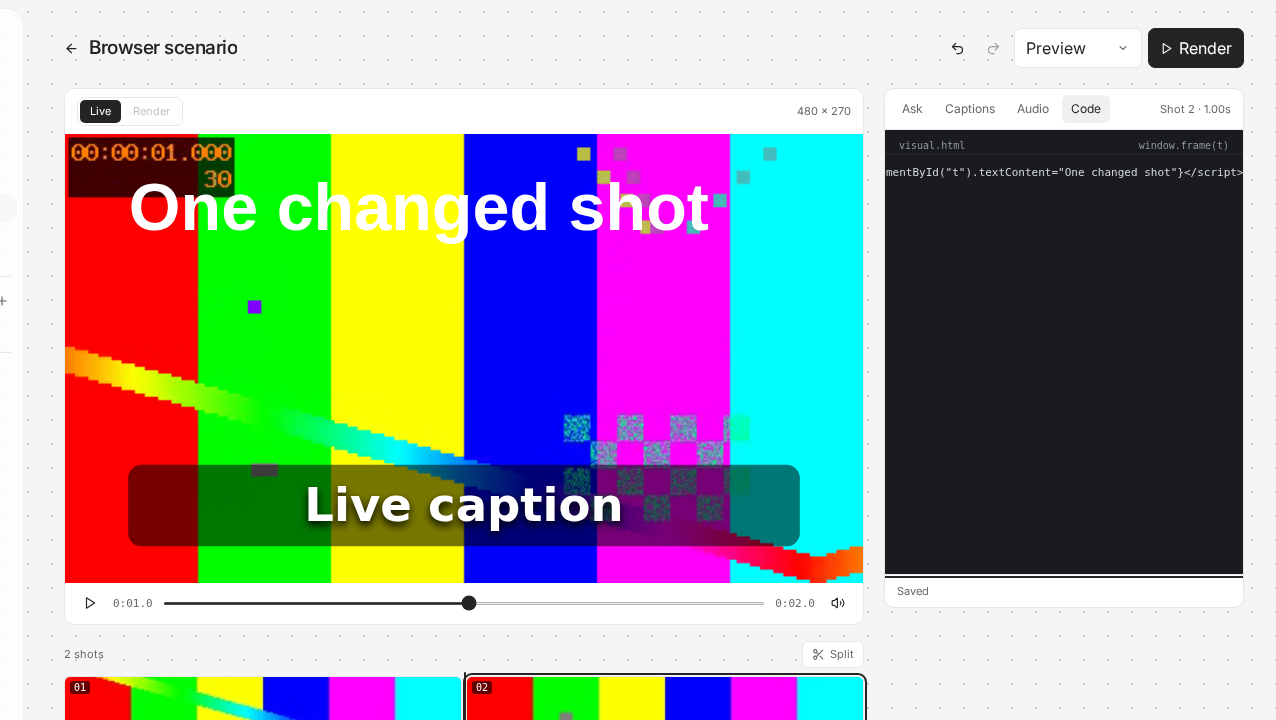 Browser scenario
Preview
Render
Live
Render
480 × 270
00:00:01.000
30
One changed shot
Live caption
0:01.0
0:02.0
Ask
Captions
Audio
Code
Shot 2 · 1.00s
visual.html
window.frame(t)
mentById("t").textContent="One changed shot"}</script>
Saved
2 shots
Split
01
02